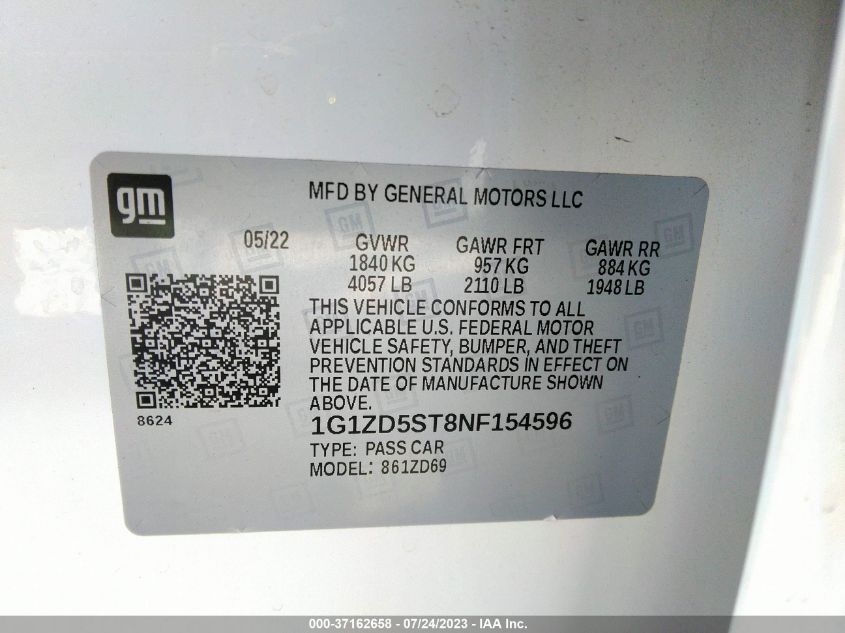 gm
MFD BY GENERAL MOTORS LLC
05/22 GVWR GAWR FRT GAWR RR
1840 KG 957 KG 884 KG
4057 LB 2110 LB 1948 LB
THIS VEHICLE CONFORMS TO ALL
APPLICABLE U.S. FEDERAL MOTOR
VEHICLE SAFETY, BUMPER, AND THEFT
PREVENTION STANDARDS IN EFFECT ON
THE DATE OF MANUFACTURE SHOWN
ABOVE.
8624
1G1ZD5ST8NF154596
TYPE: PASS CAR
MODEL: 861ZD69
000-37162658 - 07/24/2023 - IAA Inc.